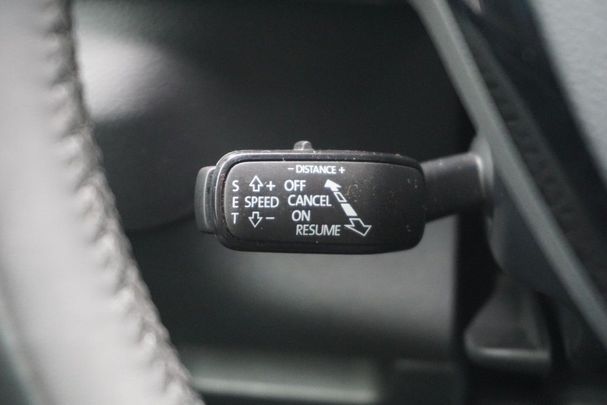 - DISTANCE +
S + OFF
E SPEED CANCEL
T - ON
RESUME